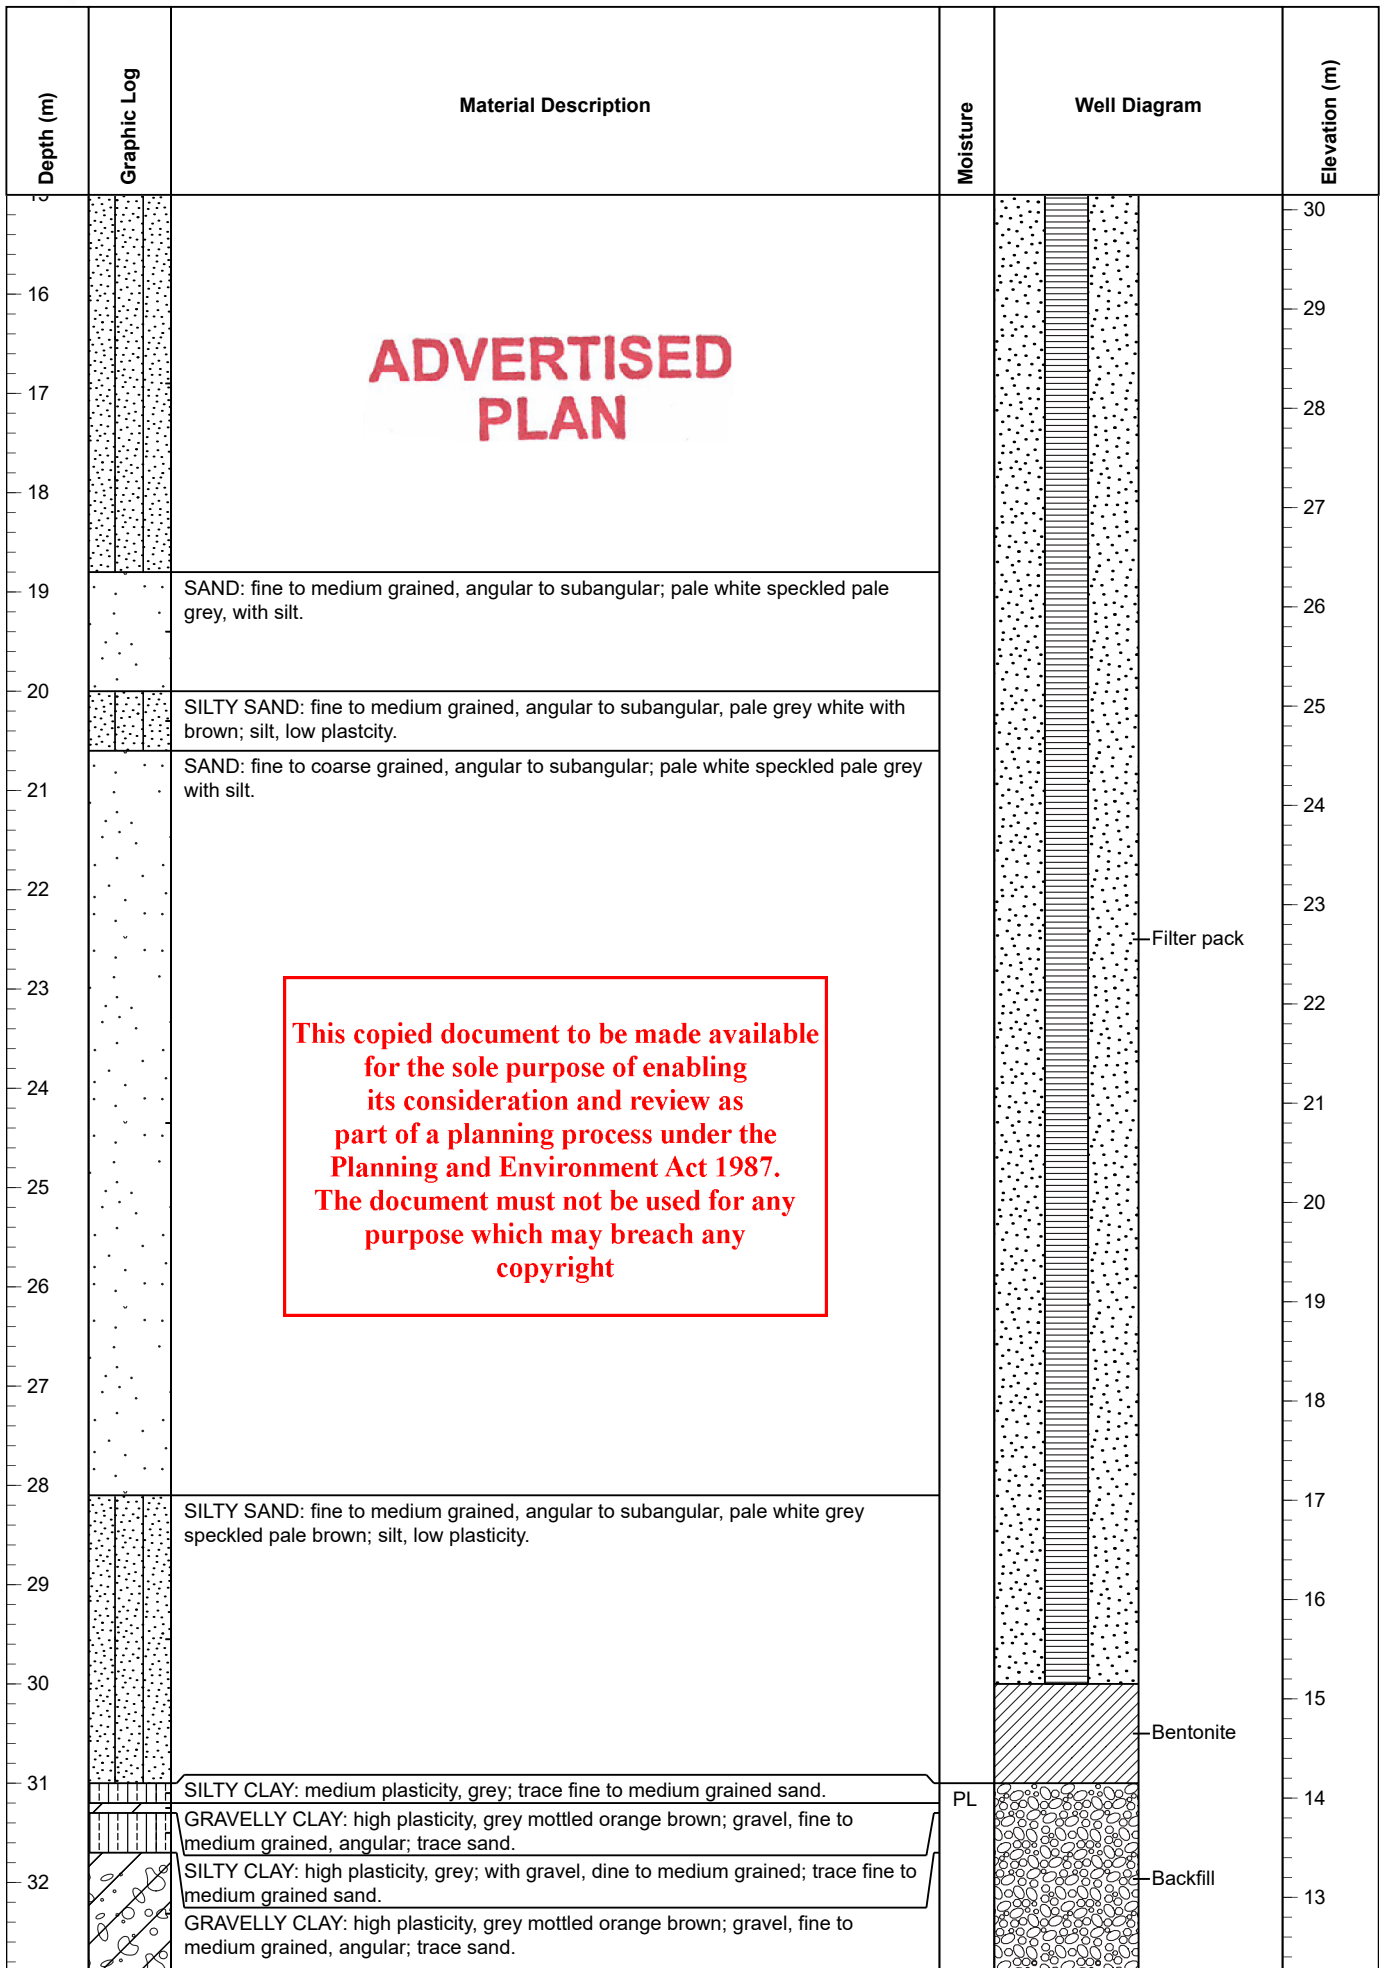 Depth (m)
Graphic Log
Material Description
Moisture
Well Diagram
Elevation (m)
15
16
17
18
19
20
21
22
23
24
25
26
27
28
29
30
31
32
ADVERTISED
PLAN
SAND: fine to medium grained, angular to subangular; pale white speckled pale
grey, with silt.
SILTY SAND: fine to medium grained, angular to subangular, pale grey white with
brown; silt, low plastcity.
SAND: fine to coarse grained, angular to subangular; pale white speckled pale grey
with silt.
This copied document to be made available
for the sole purpose of enabling
its consideration and review as
part of a planning process under the
Planning and Environment Act 1987.
The document must not be used for any
purpose which may breach any
copyright
SILTY SAND: fine to medium grained, angular to subangular, pale white grey
speckled pale brown; silt, low plasticity.
SILTY CLAY: medium plasticity, grey; trace fine to medium grained sand.
GRAVELLY CLAY: high plasticity, grey mottled orange brown; gravel, fine to
medium grained, angular; trace sand.
SILTY CLAY: high plasticity, grey; with gravel, dine to medium grained; trace fine to
medium grained sand.
GRAVELLY CLAY: high plasticity, grey mottled orange brown; gravel, fine to
medium grained, angular; trace sand.
PL
Filter pack
Bentonite
Backfill
30
29
28
27
26
25
24
23
22
21
20
19
18
17
16
15
14
13